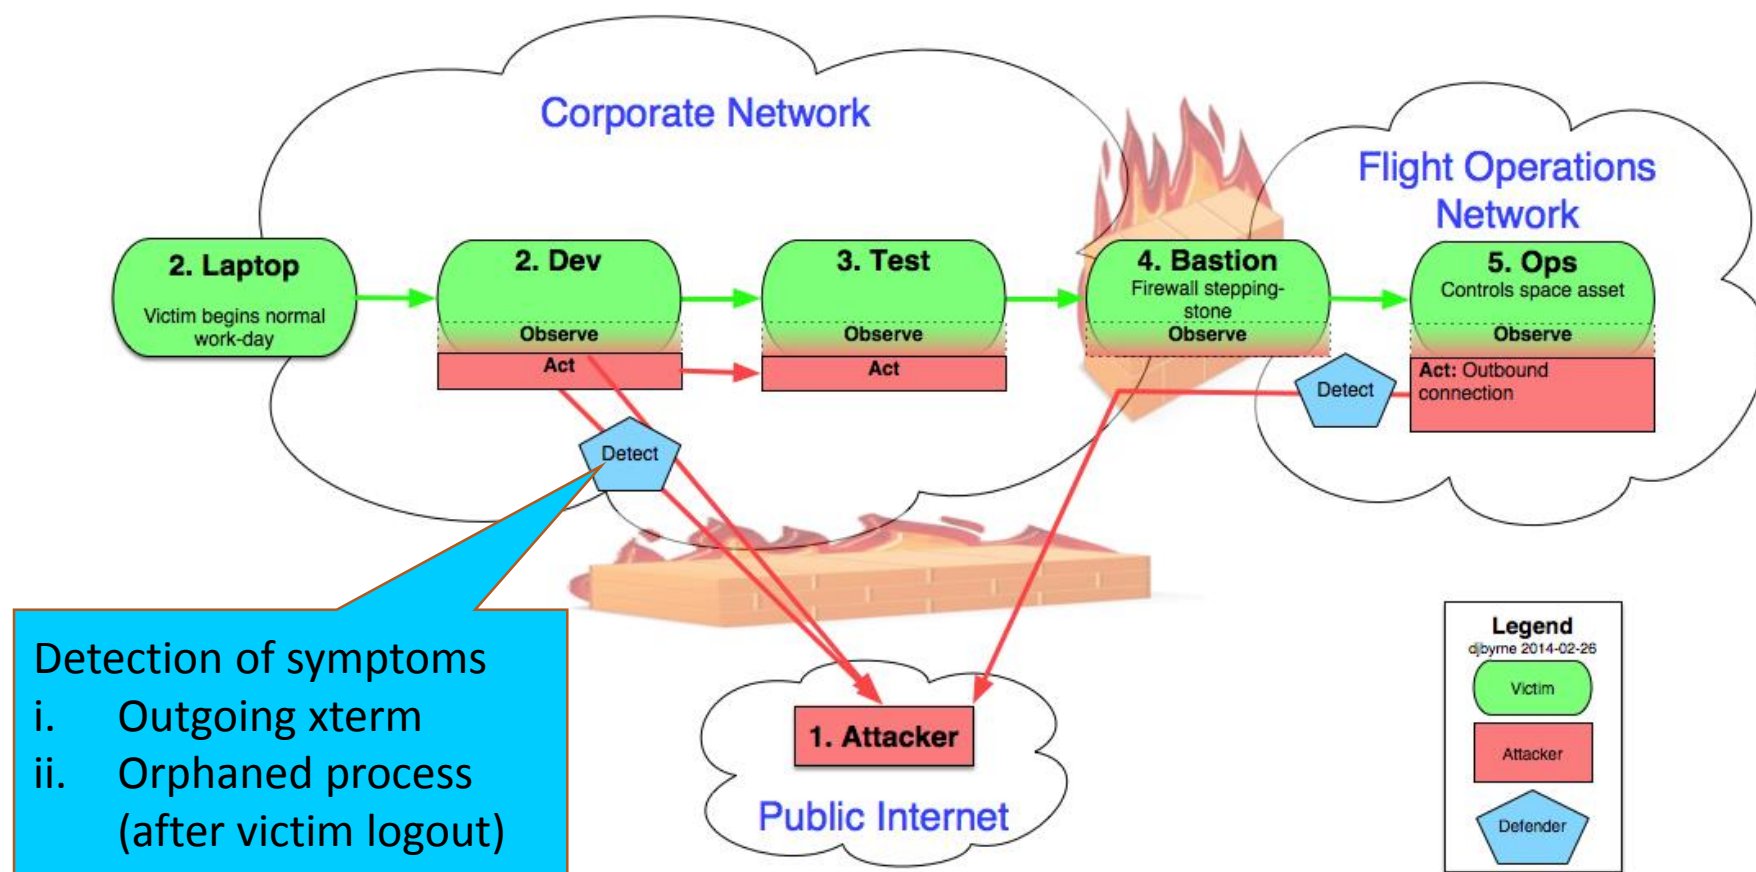 Corporate Network
Flight Operations
Network
2. Laptop
Victim begins normal
work-day
2. Dev
Observe
Act
3. Test
Observe
Act
4. Bastion
Firewall stepping-
stone
Observe
5. Ops
Controls space asset
Observe
Act: Outbound
connection
Detect
Detect
Detection of symptoms
i. Outgoing xterm
ii. Orphaned process
(after victim logout)
1. Attacker
Public Internet
Legend
djbyrne 2014-02-26
Victim
Attacker
Defender